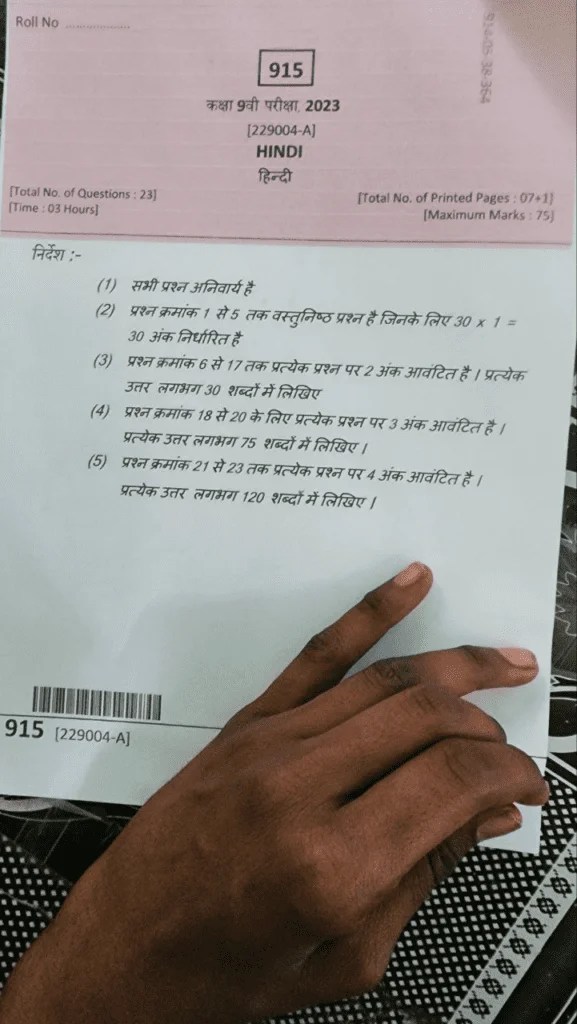 Roll No ................
914-05-38-364
915
कक्षा 9वी परीक्षा, 2023
[229004-A]
HINDI
हिन्दी
[Total No. of Questions : 23]
[Total No. of Printed Pages : 07+1]
[Time : 03 Hours]
[Maximum Marks : 75]
निर्देश :-
(1) सभी प्रश्न अनिवार्य है
(2) प्रश्न क्रमांक 1 से 5 तक वस्तुनिष्ठ प्रश्न है जिनके लिए 30 x 1 =
30 अंक निर्धारित है
(3) प्रश्न क्रमांक 6 से 17 तक प्रत्येक प्रश्न पर 2 अंक आवंटित है । प्रत्येक
उत्तर लगभग 30 शब्दों में लिखिए
(4) प्रश्न क्रमांक 18 से 20 के लिए प्रत्येक प्रश्न पर 3 अंक आवंटित है ।
प्रत्येक उत्तर लगभग 75 शब्दों में लिखिए ।
(5) प्रश्न क्रमांक 21 से 23 तक प्रत्येक प्रश्न पर 4 अंक आवंटित है ।
प्रत्येक उत्तर लगभग 120 शब्दों में लिखिए ।
915 [229004-A]